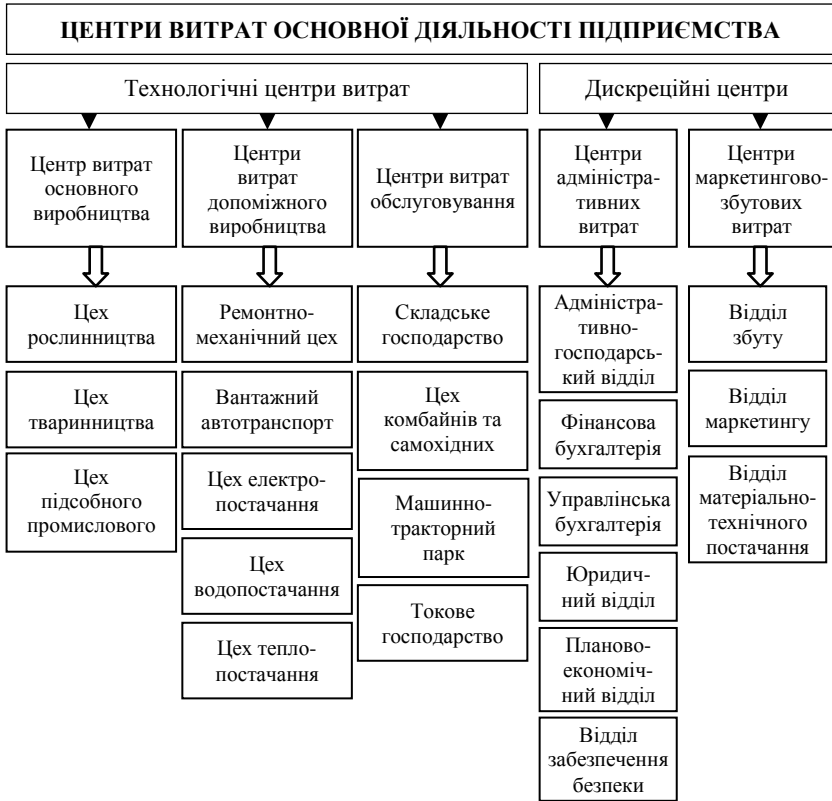 ЦЕНТРИ ВИТРАТ ОСНОВНОЇ ДІЯЛЬНОСТІ ПІДПРИЄМСТВА
Технологічні центри витрат
Дискреційні центри
Центр витрат
основного
виробництва
Центри
витрат
допоміжного
виробництва
Центри витрат
обслуговування
Центри
адміністра-
тивних
витрат
Центри
маркетингово-
збутових
витрат
Цех
рослинництва
Цех
тваринництва
Цех
підсобного
промислового
Ремонтно-
механічний цех
Вантажний
автотранспорт
Цех електро-
постачання
Цех
водопостачання
Цех тепло-
постачання
Складське
господарство
Цех
комбайнів та
самохідних
Машинно-
тракторний
парк
Токове
господарство
Адміністра-
тивно-
господарсь-
кий відділ
Фінансова
бухгалтерія
Управлінська
бухгалтерія
Юридич-
ний відділ
Планово-
економіч-
ний відділ
Відділ
забезпечення
безпеки
Відділ
збуту
Відділ
маркетингу
Відділ
матеріально-
технічного
постачання